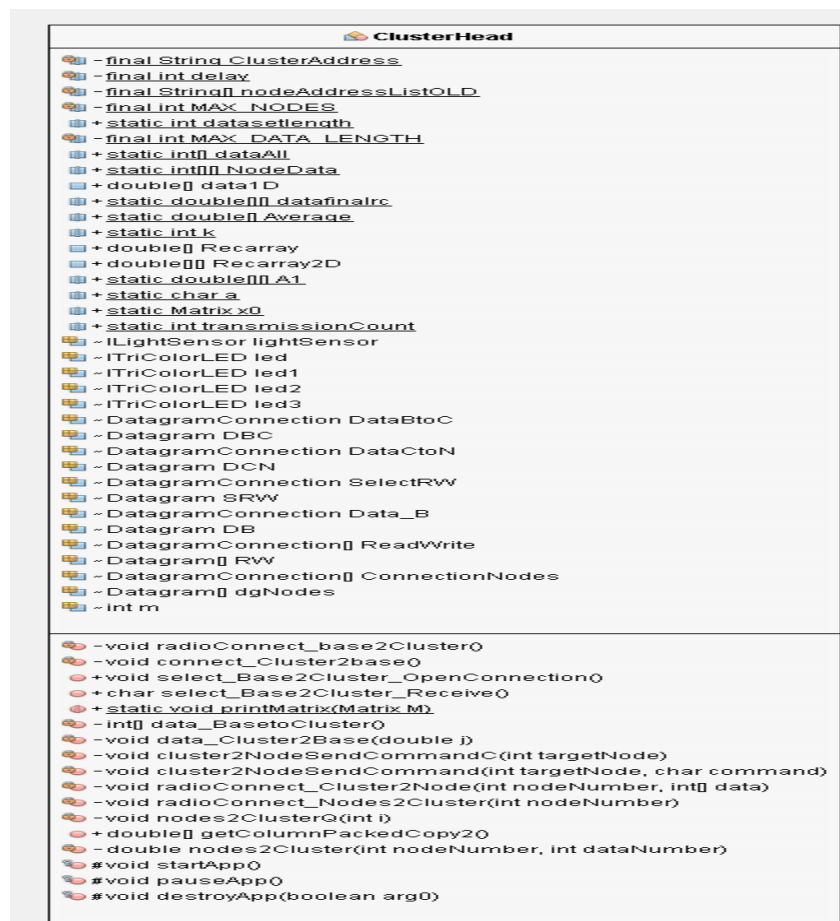 ClusterHead
-final String ClusterAddress
-final int delay
-final String[] nodeAddressListOLD
-final int MAX_NODES
+static int datasetlength
-final int MAX_DATA_LENGTH
+static int[] dataAll
+static int[][] NodeData
+double[] data1D
+static double[][] datafinalrc
+static double[] Average
+static int k
+double[] Recarray
+double[][] Recarray2D
+static double[][] A1
+static char a
+static Matrix x0
+static int transmissionCount
~ILightSensor lightSensor
~ITriColorLED led
~ITriColorLED led1
~ITriColorLED led2
~ITriColorLED led3
~DatagramConnection DataBtoC
~Datagram DBC
~DatagramConnection DataCtoN
~Datagram DCN
~DatagramConnection SelectRW
~Datagram SRW
~DatagramConnection Data_B
~Datagram DB
~DatagramConnection[] ReadWrite
~Datagram[] RW
~DatagramConnection[] ConnectionNodes
~Datagram[] dgNodes
~int m
-void radioConnect_base2Cluster()
-void connect_Cluster2base()
+void select_Base2Cluster_OpenConnection()
+char select_Base2Cluster_Receive()
+static void printMatrix(Matrix M)
-int[] data_BasetoCluster()
-void data_Cluster2Base(double j)
-void cluster2NodeSendCommandC(int targetNode)
-void cluster2NodeSendCommand(int targetNode, char command)
-void radioConnect_Cluster2Node(int nodeNumber, int[] data)
-void radioConnect_Nodes2Cluster(int nodeNumber)
-void nodes2ClusterQ(int i)
+double[] getColumnPackedCopy2()
-double nodes2Cluster(int nodeNumber, int dataNumber)
#void startApp()
#void pauseApp()
#void destroyApp(boolean arg0)